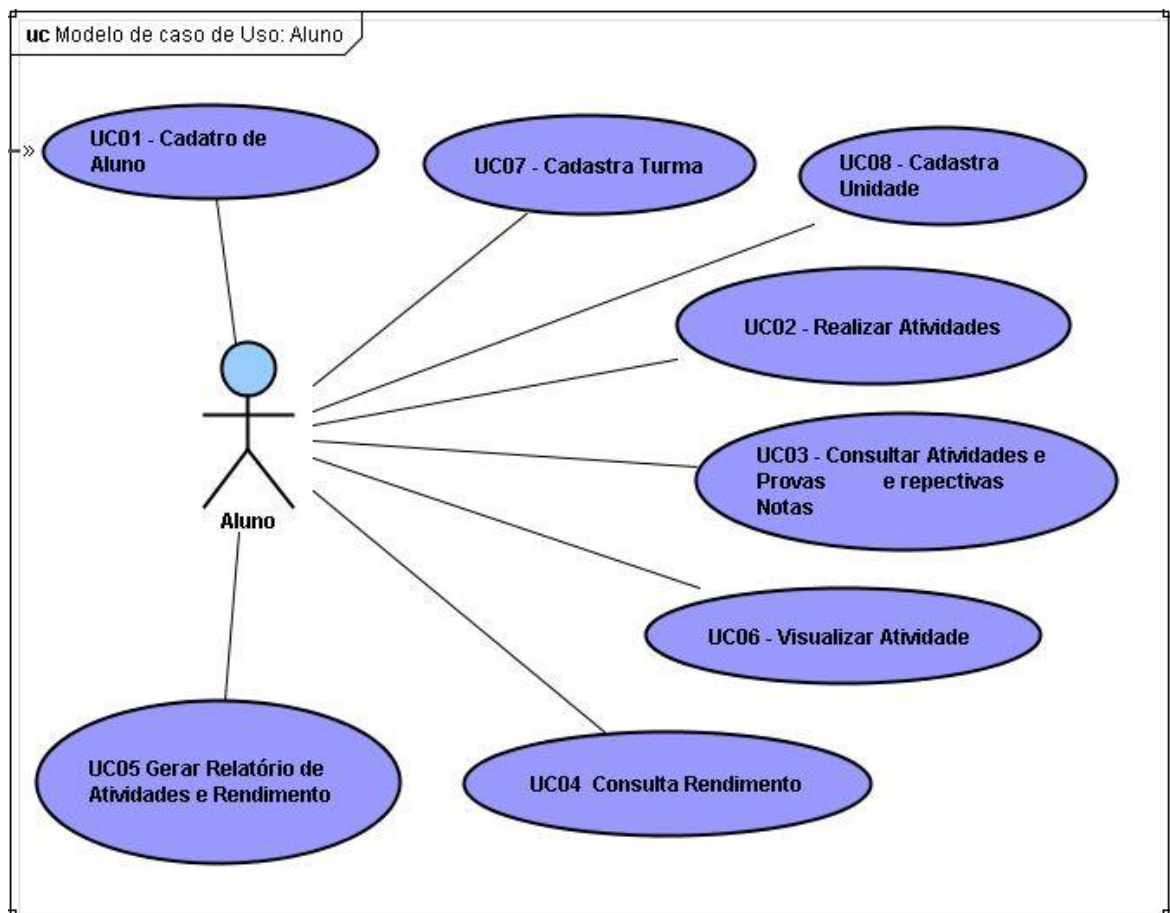 uc Modelo de caso de Uso: Aluno
UC01 - Cadatro de
Aluno
UC07 - Cadastra Turma
UC08 - Cadastra
Unidade
UC02 - Realizar Atividades
UC03 - Consultar Atividades e
Provas e repectivas
Notas
Aluno
UC06 - Visualizar Atividade
UC05 Gerar Relatório de
Atividades e Rendimento
UC04 Consulta Rendimento